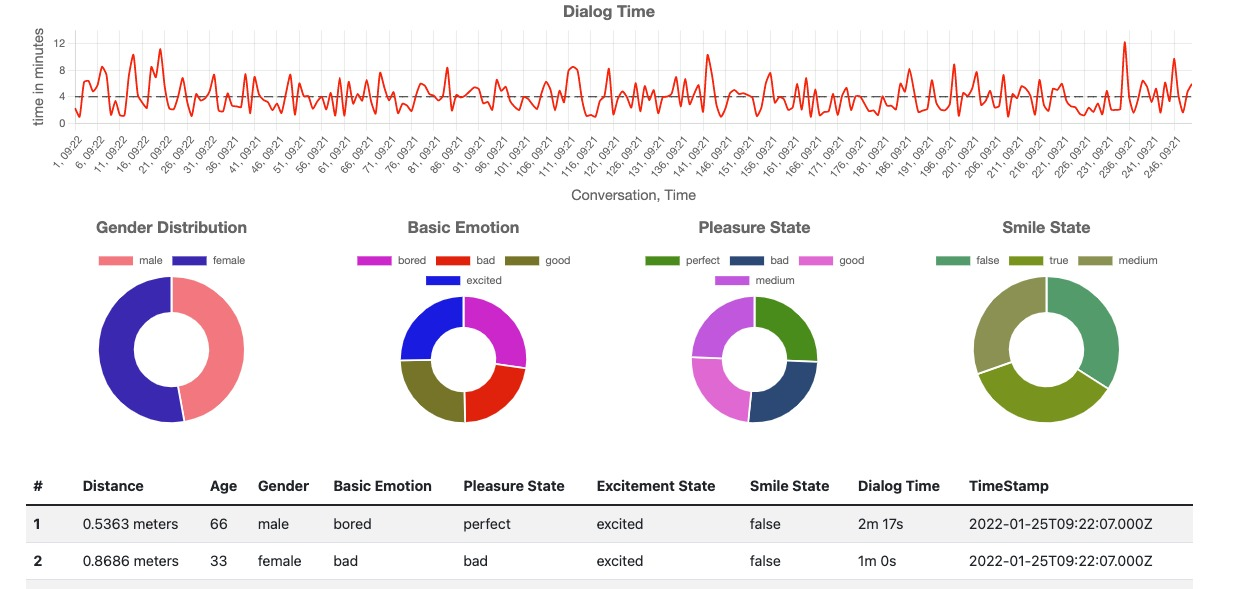 Dialog Time
time in minutes
12
8
4
0
1, 09:22 6, 09:22 11, 09:22 16, 09:22 21, 09:22 26, 09:22 31, 09:22 36, 09:21 41, 09:21 46, 09:21 51, 09:21 56, 09:21 61, 09:21 66, 09:21 71, 09:21 76, 09:21 81, 09:21 86, 09:21 91, 09:21 96, 09:21 101, 09:21 106, 09:21 111, 09:21 116, 09:21 121, 09:21 126, 09:21 131, 09:21 136, 09:21 141, 09:21 146, 09:21 151, 09:21 156, 09:21 161, 09:21 166, 09:21 171, 09:21 176, 09:21 181, 09:21 186, 09:21 191, 09:21 196, 09:21 201, 09:21 206, 09:21 211, 09:21 216, 09:21 221, 09:21 226, 09:21 231, 09:21 236, 09:21 241, 09:21 246, 09:21
Conversation, Time
Gender Distribution
male female
Basic Emotion
bored bad good
excited
Pleasure State
perfect bad good
medium
Smile State
false true medium
# Distance Age Gender Basic Emotion Pleasure State Excitement State Smile State Dialog Time TimeStamp
1 0.5363 meters 66 male bored perfect excited false 2m 17s 2022-01-25T09:22:07.000Z
2 0.8686 meters 33 female bad bad excited false 1m 0s 2022-01-25T09:22:07.000Z